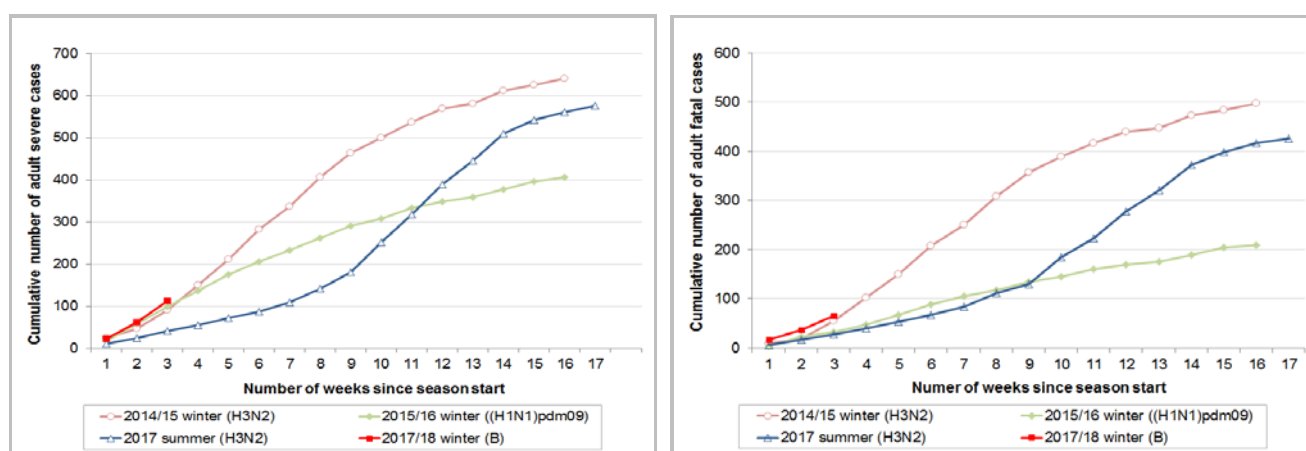 700
600
500
400
300
200
100
0
Cumulative number of adult severe cases
1 2 3 4 5 6 7 8 9 10 11 12 13 14 15 16 17
Number of weeks since season start
2014/15 winter (H3N2) 2015/16 winter ((H1N1)pdm09)
2017 summer (H3N2) 2017/18 winter (B)
600
500
400
300
200
100
0
Cumulative number of adult fatal cases
1 2 3 4 5 6 7 8 9 10 11 12 13 14 15 16 17
Numer of weeks since season start
2014/15 winter (H3N2) 2015/16 winter ((H1N1)pdm09)
2017 summer (H3N2) 2017/18 winter (B)